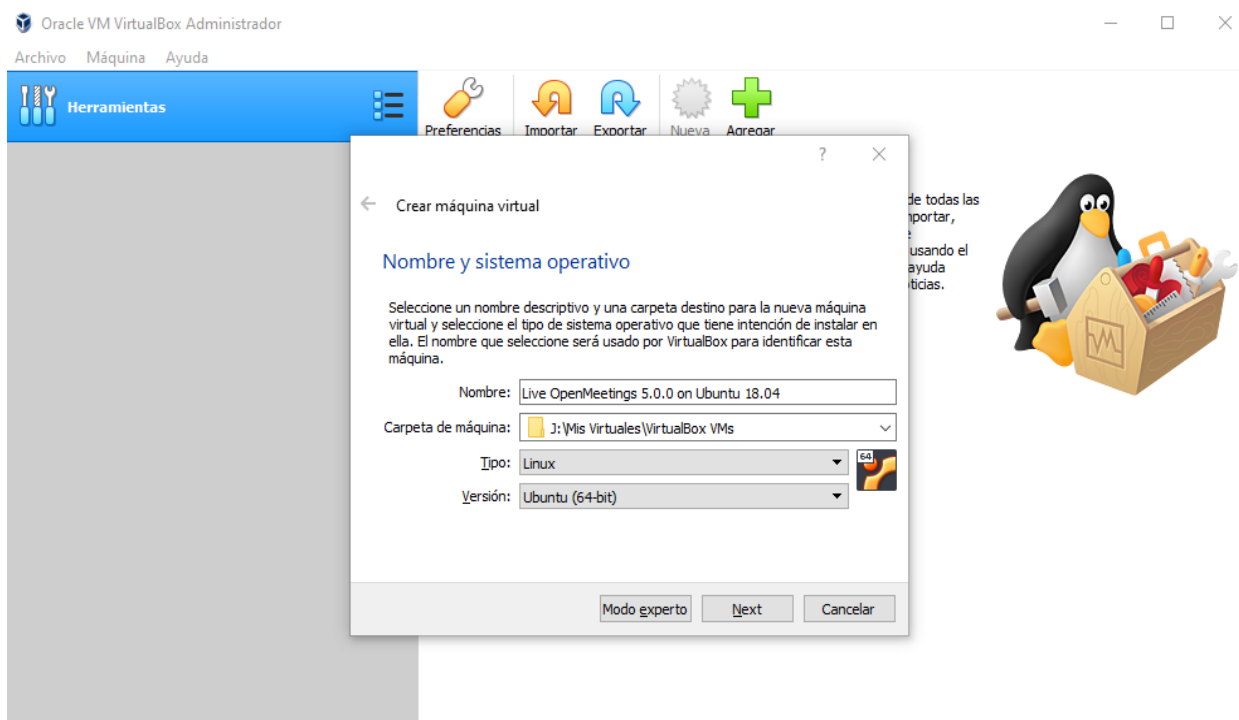 Oracle VM VirtualBox Administrador
Archivo Máquina Ayuda
Herramientas
Preferencias Importar Exportar Nueva Agregar
?
Crear máquina virtual
de todas las
mportar,
usando el
ayuda
oticias.
Nombre y sistema operativo
Seleccione un nombre descriptivo y una carpeta destino para la nueva máquina
virtual y seleccione el tipo de sistema operativo que tiene intención de instalar en
ella. El nombre que seleccione será usado por VirtualBox para identificar esta
máquina.
Nombre: Live OpenMeetings 5.0.0 on Ubuntu 18.04
Carpeta de máquina: J:\Mis Virtuales\VirtualBox VMs
Tipo: Linux
64
Versión: Ubuntu (64-bit)
Modo experto Next Cancelar